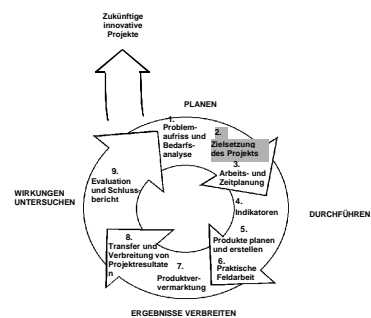 Zukünftige
innovative
Projekte
PLANEN
1.
Problem-
aufriss und
Bedarfs-
analyse
2.
Zielsetzung
des Projekts
3.
Arbeits- und
Zeitplanung
4.
Indikatoren
DURCHFÜHREN
5.
Produkte planen
und erstellen
6.
Praktische
Feldarbeit
7.
Produktver-
vermarktung
ERGEBNISSE VERBREITEN
8.
Transfer und
Verbreitung von
Projektresultate
n
9.
Evaluation
und Schluss-
bericht
WIRKUNGEN
UNTERSUCHEN